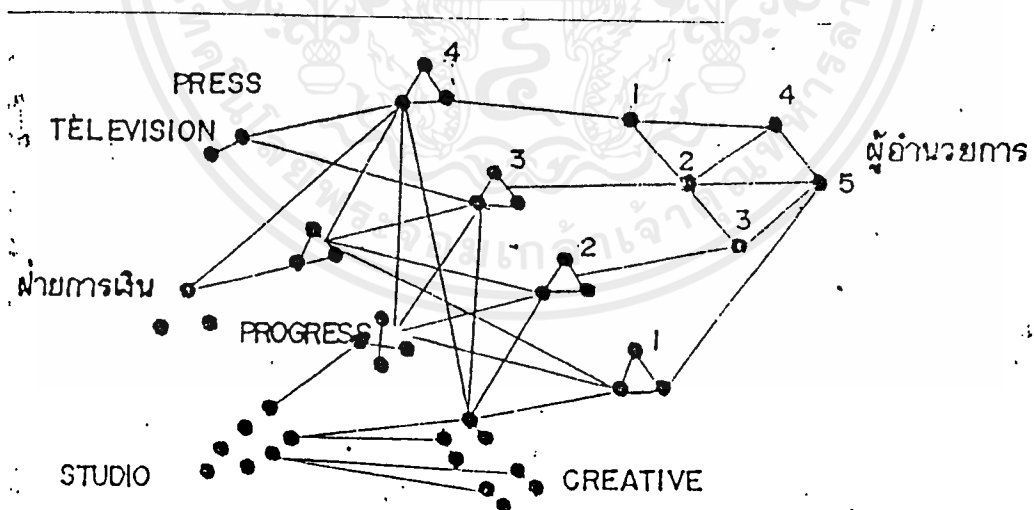 4
PRESS
1
4
TELEVISION
ผู้อำนวยการ
3
2
5
2
3
ฝ่ายการเงิน
PROGRESS
1
STUDIO
CREATIVE